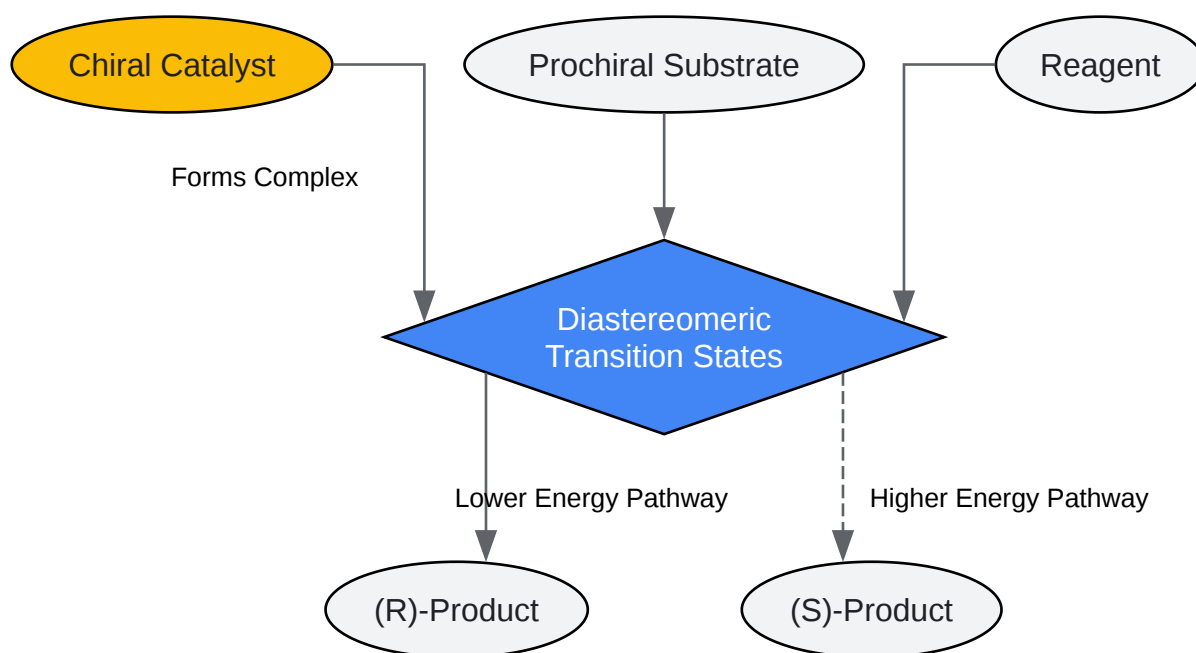 Chiral Catalyst
Prochiral Substrate
Reagent
Forms Complex
Diastereomeric
Transition States
Lower Energy Pathway
Higher Energy Pathway
(R)-Product
(S)-Product